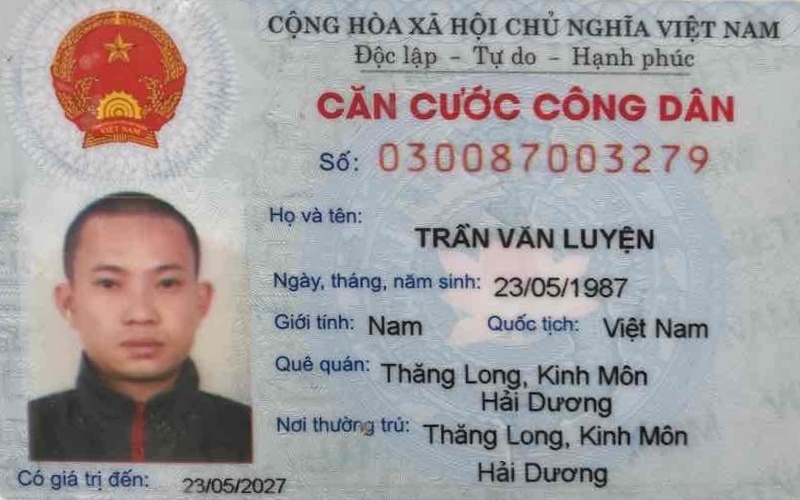 CỘNG HÒA XÃ HỘI CHỦ NGHĨA VIỆT NAM
Độc lập - Tự do - Hạnh phúc
CĂN CƯỚC CÔNG DÂN
Số: 030087003279
VIỆT NAM
Họ và tên:
TRẦN VĂN LUYỆN
Ngày, tháng, năm sinh: 23/05/1987
Giới tính: Nam Quốc tịch: Việt Nam
Quê quán: Thăng Long, Kinh Môn
Hải Dương
Nơi thường trú: Thăng Long, Kinh Môn
Hải Dương
Có giá trị đến: 23/05/2027